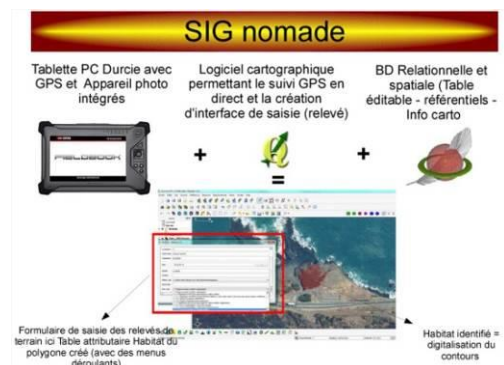 SIG nomade
Tablette PC Durcie avec
GPS et Appareil photo
intégrés
Logiciel cartographique
permettant le suivi GPS en
direct et la création
d'interface de saisie (relevé)
BD Relationnelle et
spatiale (Table
éditable - référentiels -
Info carto
FIELDBOOK
+
+
=
Formulaire de saisie des relevés de
terrain ici Table attributaire Habitat du
polygone créé (avec des menus
déroulants)
Habitat identifié =
digitalisation du
contours